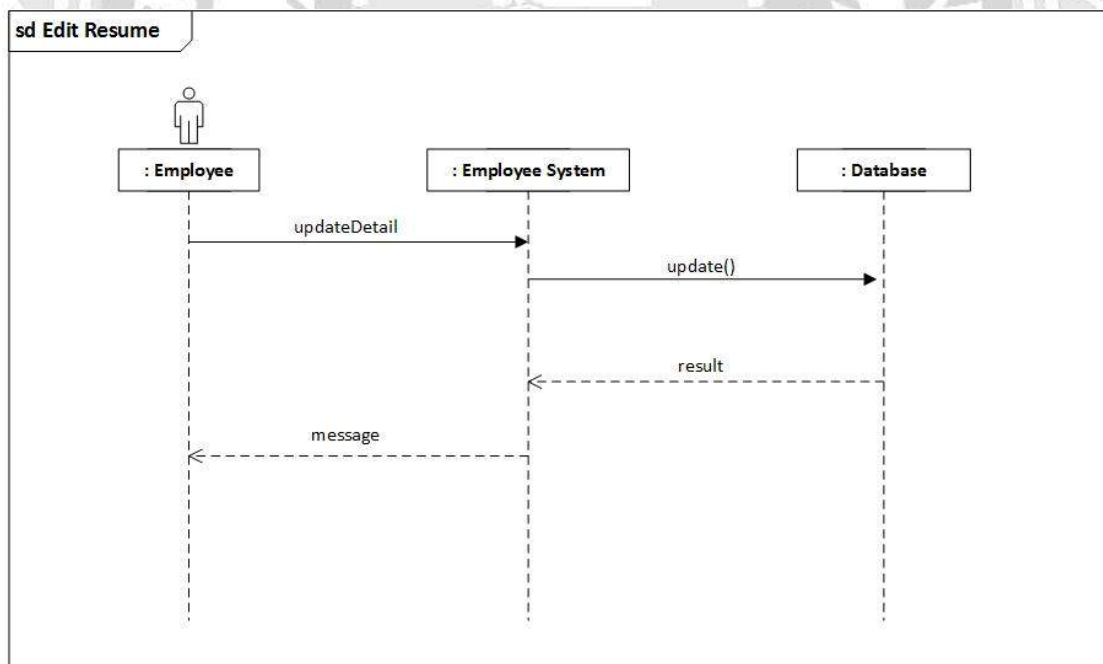 sd Edit Resume
: Employee
: Employee System
: Database
updateDetail
update()
result
message